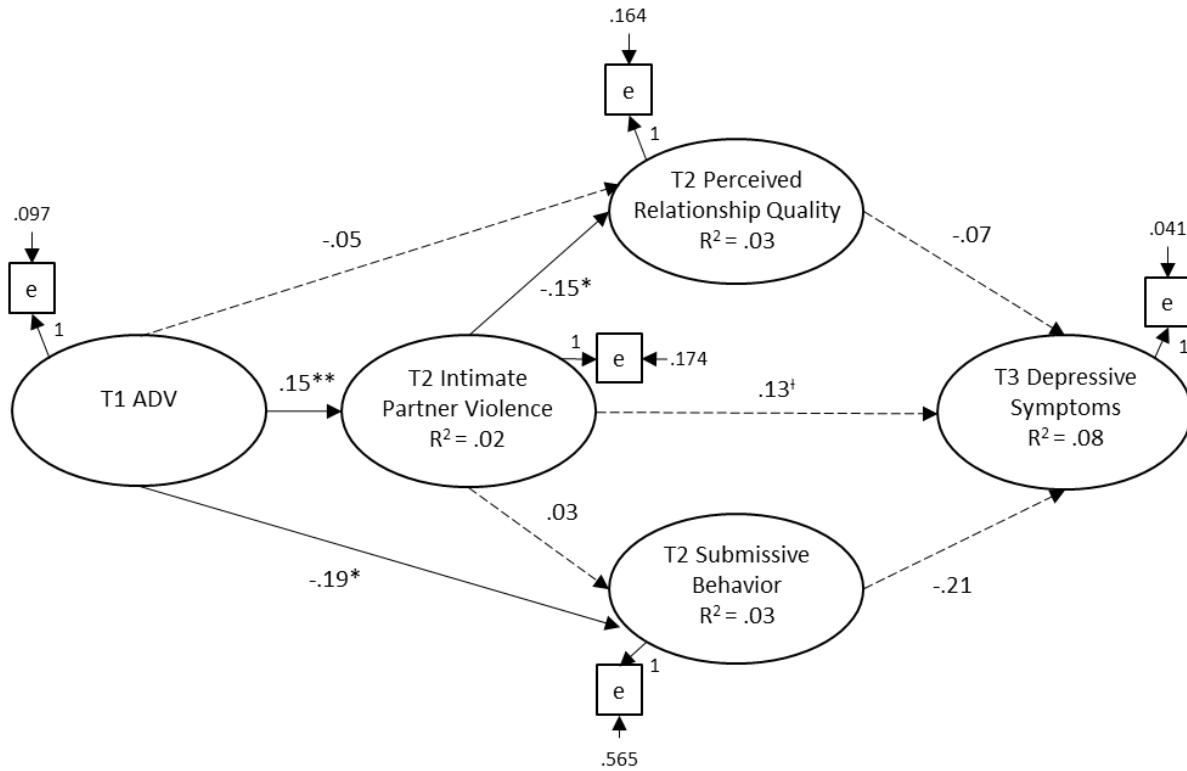 .164
e
1
T2 Perceived
Relationship Quality
R² = .03
.097
e
1
-.05
-.15*
-.07
.041
e
1
T1 ADV
.15**
T2 Intimate
Partner Violence
R² = .02
1
e
.174
.13ƚ
T3 Depressive
Symptoms
R² = .08
.03
-.19*
T2 Submissive
Behavior
R² = .03
-.21
1
e
.565